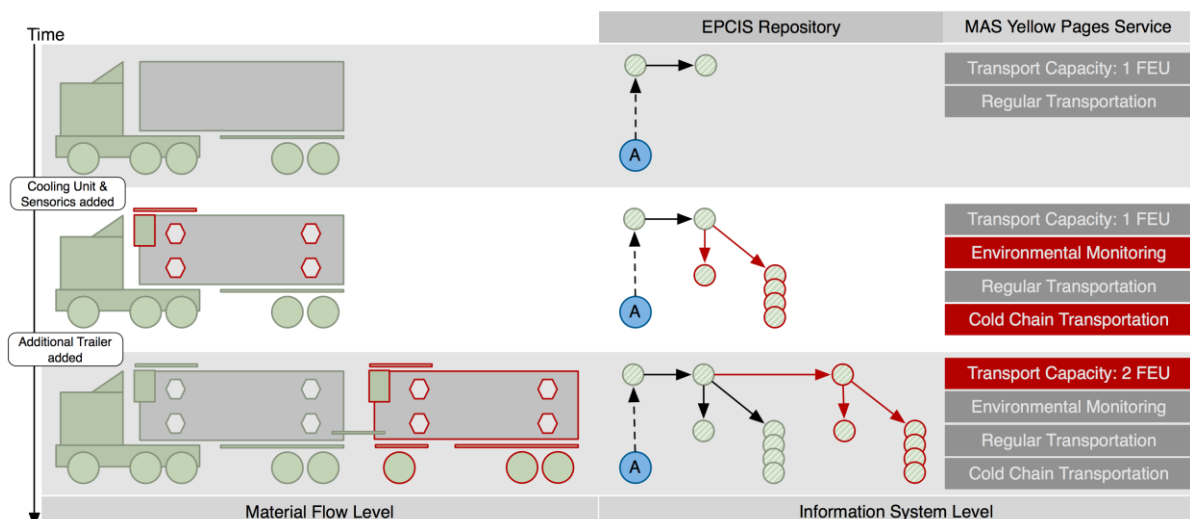 Time
EPCIS Repository
MAS Yellow Pages Service
Transport Capacity: 1 FEU
Regular Transportation
A
Cooling Unit &
Sensorics added
Transport Capacity: 1 FEU
Environmental Monitoring
Regular Transportation
Cold Chain Transportation
A
Additional Trailer
added
Transport Capacity: 2 FEU
Environmental Monitoring
Regular Transportation
Cold Chain Transportation
A
Material Flow Level
Information System Level